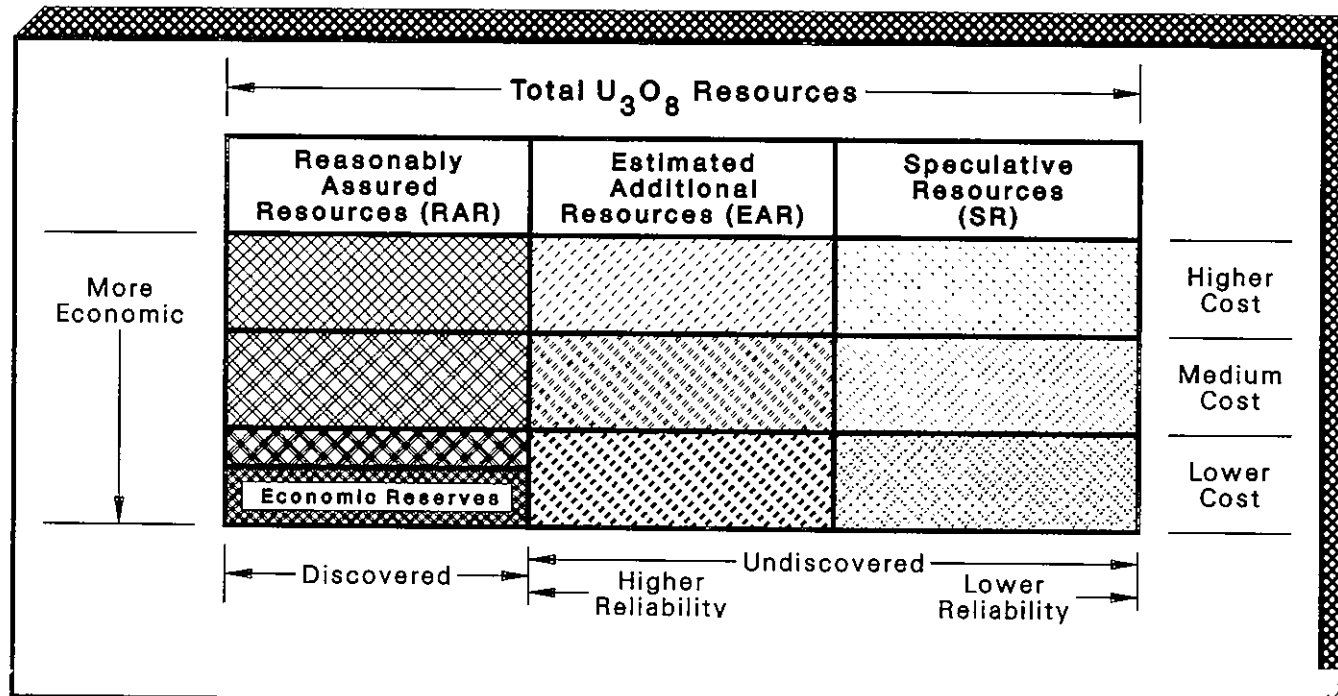 Total U₃O₈ Resources
Reasonably
Assured
Resources (RAR)
Estimated
Additional
Resources (EAR)
Speculative
Resources
(SR)
More
Economic
Higher
Cost
Medium
Cost
Lower
Cost
Economic Reserves
Discovered
Undiscovered
Higher
Reliability
Lower
Reliability